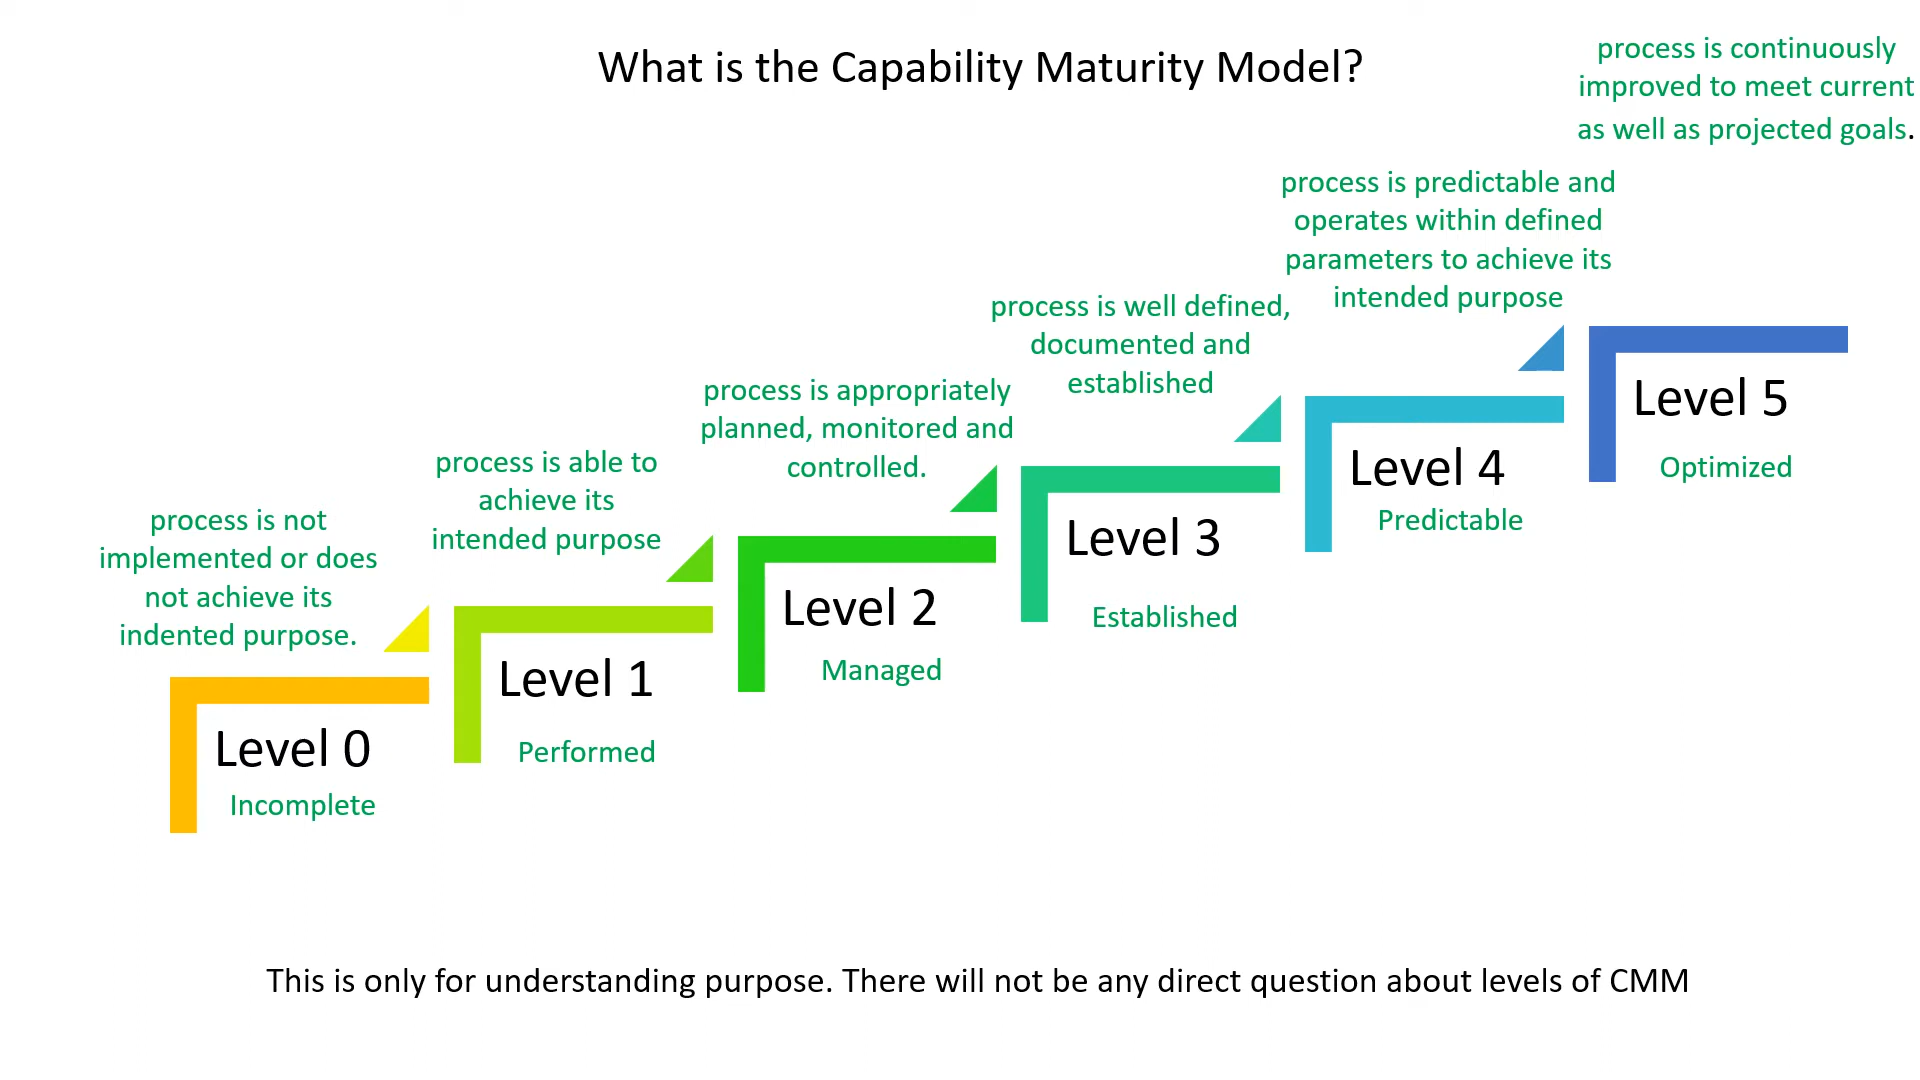 What is the Capability Maturity Model?
process is continuously
improved to meet current
as well as projected goals.
process is predictable and
operates within defined
parameters to achieve its
intended purpose
process is well defined,
documented and
established
process is appropriately
planned, monitored and
controlled.
process is able to
achieve its
intended purpose
process is not
implemented or does
not achieve its
indented purpose.
Level 5
Optimized
Level 4
Predictable
Level 3
Established
Level 2
Managed
Level 1
Performed
Level 0
Incomplete
This is only for understanding purpose. There will not be any direct question about levels of CMM